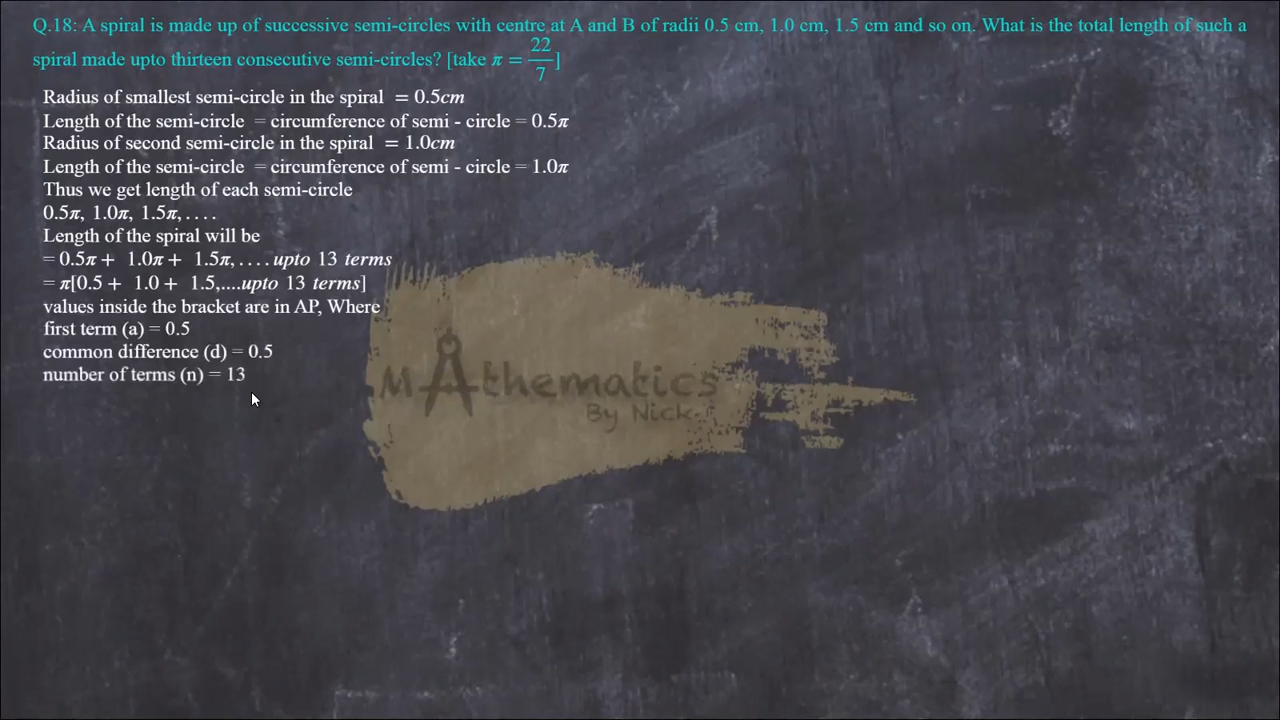 Q.18: A spiral is made up of successive semi-circles with centre at A and B of radii 0.5 cm, 1.0 cm, 1.5 cm and so on. What is the total length of such a
spiral made upto thirteen consecutive semi-circles? [take π = 22/7]
Radius of smallest semi-circle in the spiral = 0.5cm
Length of the semi-circle = circumference of semi - circle = 0.5π
Radius of second semi-circle in the spiral = 1.0cm
Length of the semi-circle = circumference of semi - circle = 1.0π
Thus we get length of each semi-circle
0.5π, 1.0π, 1.5π, . . . .
Length of the spiral will be
= 0.5π + 1.0π + 1.5π, . . . . upto 13 terms
= π[0.5 + 1.0 + 1.5,....upto 13 terms]
values inside the bracket are in AP, Where
first term (a) = 0.5
common difference (d) = 0.5
number of terms (n) = 13
MAthematics
By Nick